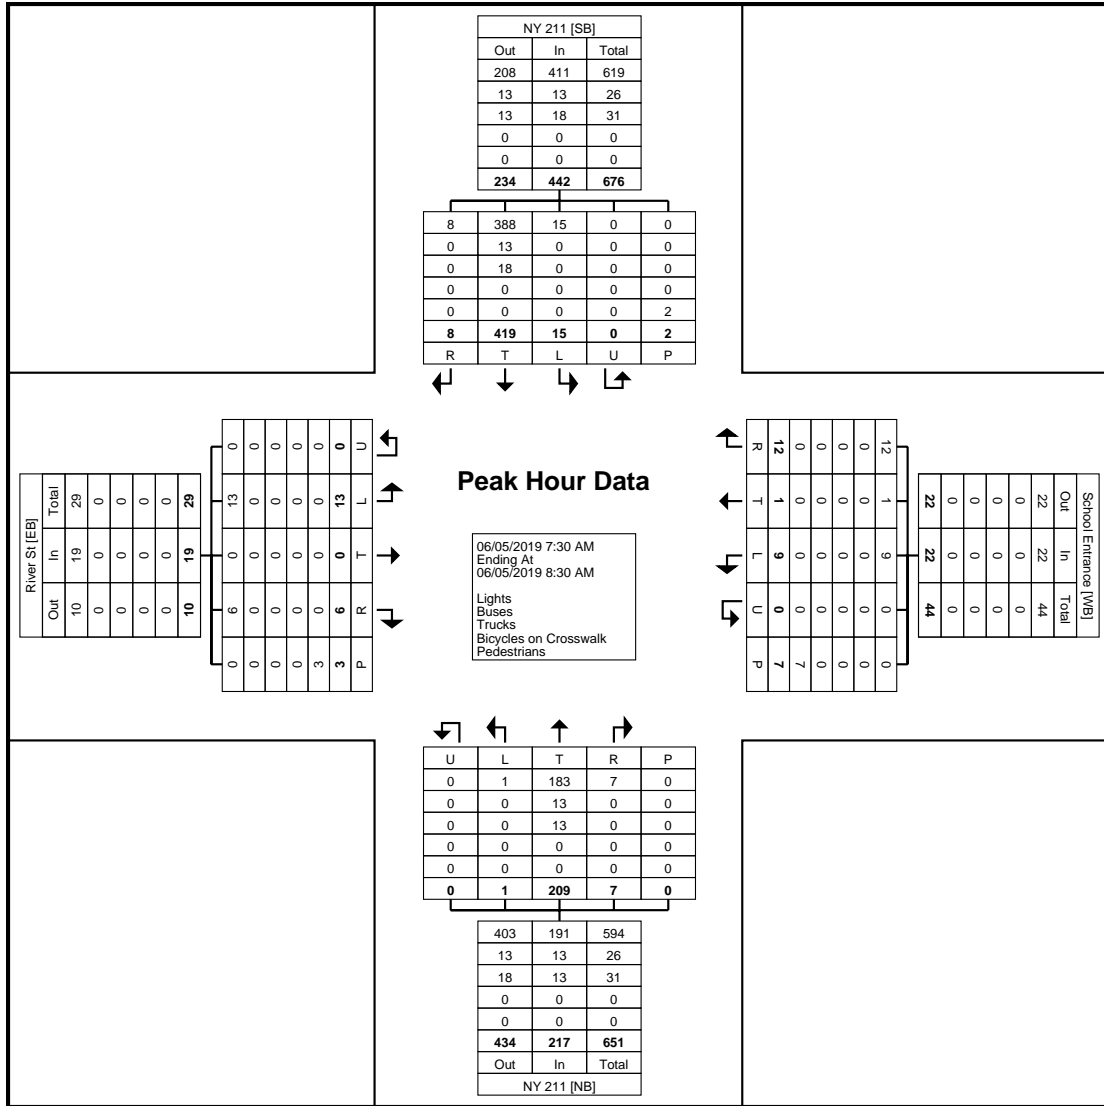 NY 211 [SB]
Out In Total
208 411 619
13 13 26
13 18 31
0 0 0
0 0 0
234 442 676
8 388 15 0 0
0 13 0 0 0
0 18 0 0 0
0 0 0 0 0
0 0 0 0 2
8 419 15 0 2
R T L U P
River St [EB]
Total In Out
29 19 10
0 0 0
0 0 0
0 0 0
0 0 0
29 19 10
0 13 0 6 0
0 0 0 0 0
0 0 0 0 0
0 0 0 0 0
0 0 0 0 3
0 13 0 6 3
U L T R P
Peak Hour Data
06/05/2019 7:30 AM
Ending At
06/05/2019 8:30 AM
Lights
Buses
Trucks
Bicycles on Crosswalk
Pedestrians
R T L U P
12 1 9 0 7
0 0 0 0 7
0 0 0 0 0
0 0 0 0 0
0 0 0 0 0
12 1 9 0 0
School Entrance [WB]
Out In Total
22 22 44
0 0 0
0 0 0
0 0 0
0 0 0
22 22 44
U L T R P
0 1 183 7 0
0 0 13 0 0
0 0 13 0 0
0 0 0 0 0
0 0 0 0 0
0 1 209 7 0
403 191 594
13 13 26
18 13 31
0 0 0
0 0 0
434 217 651
Out In Total
NY 211 [NB]